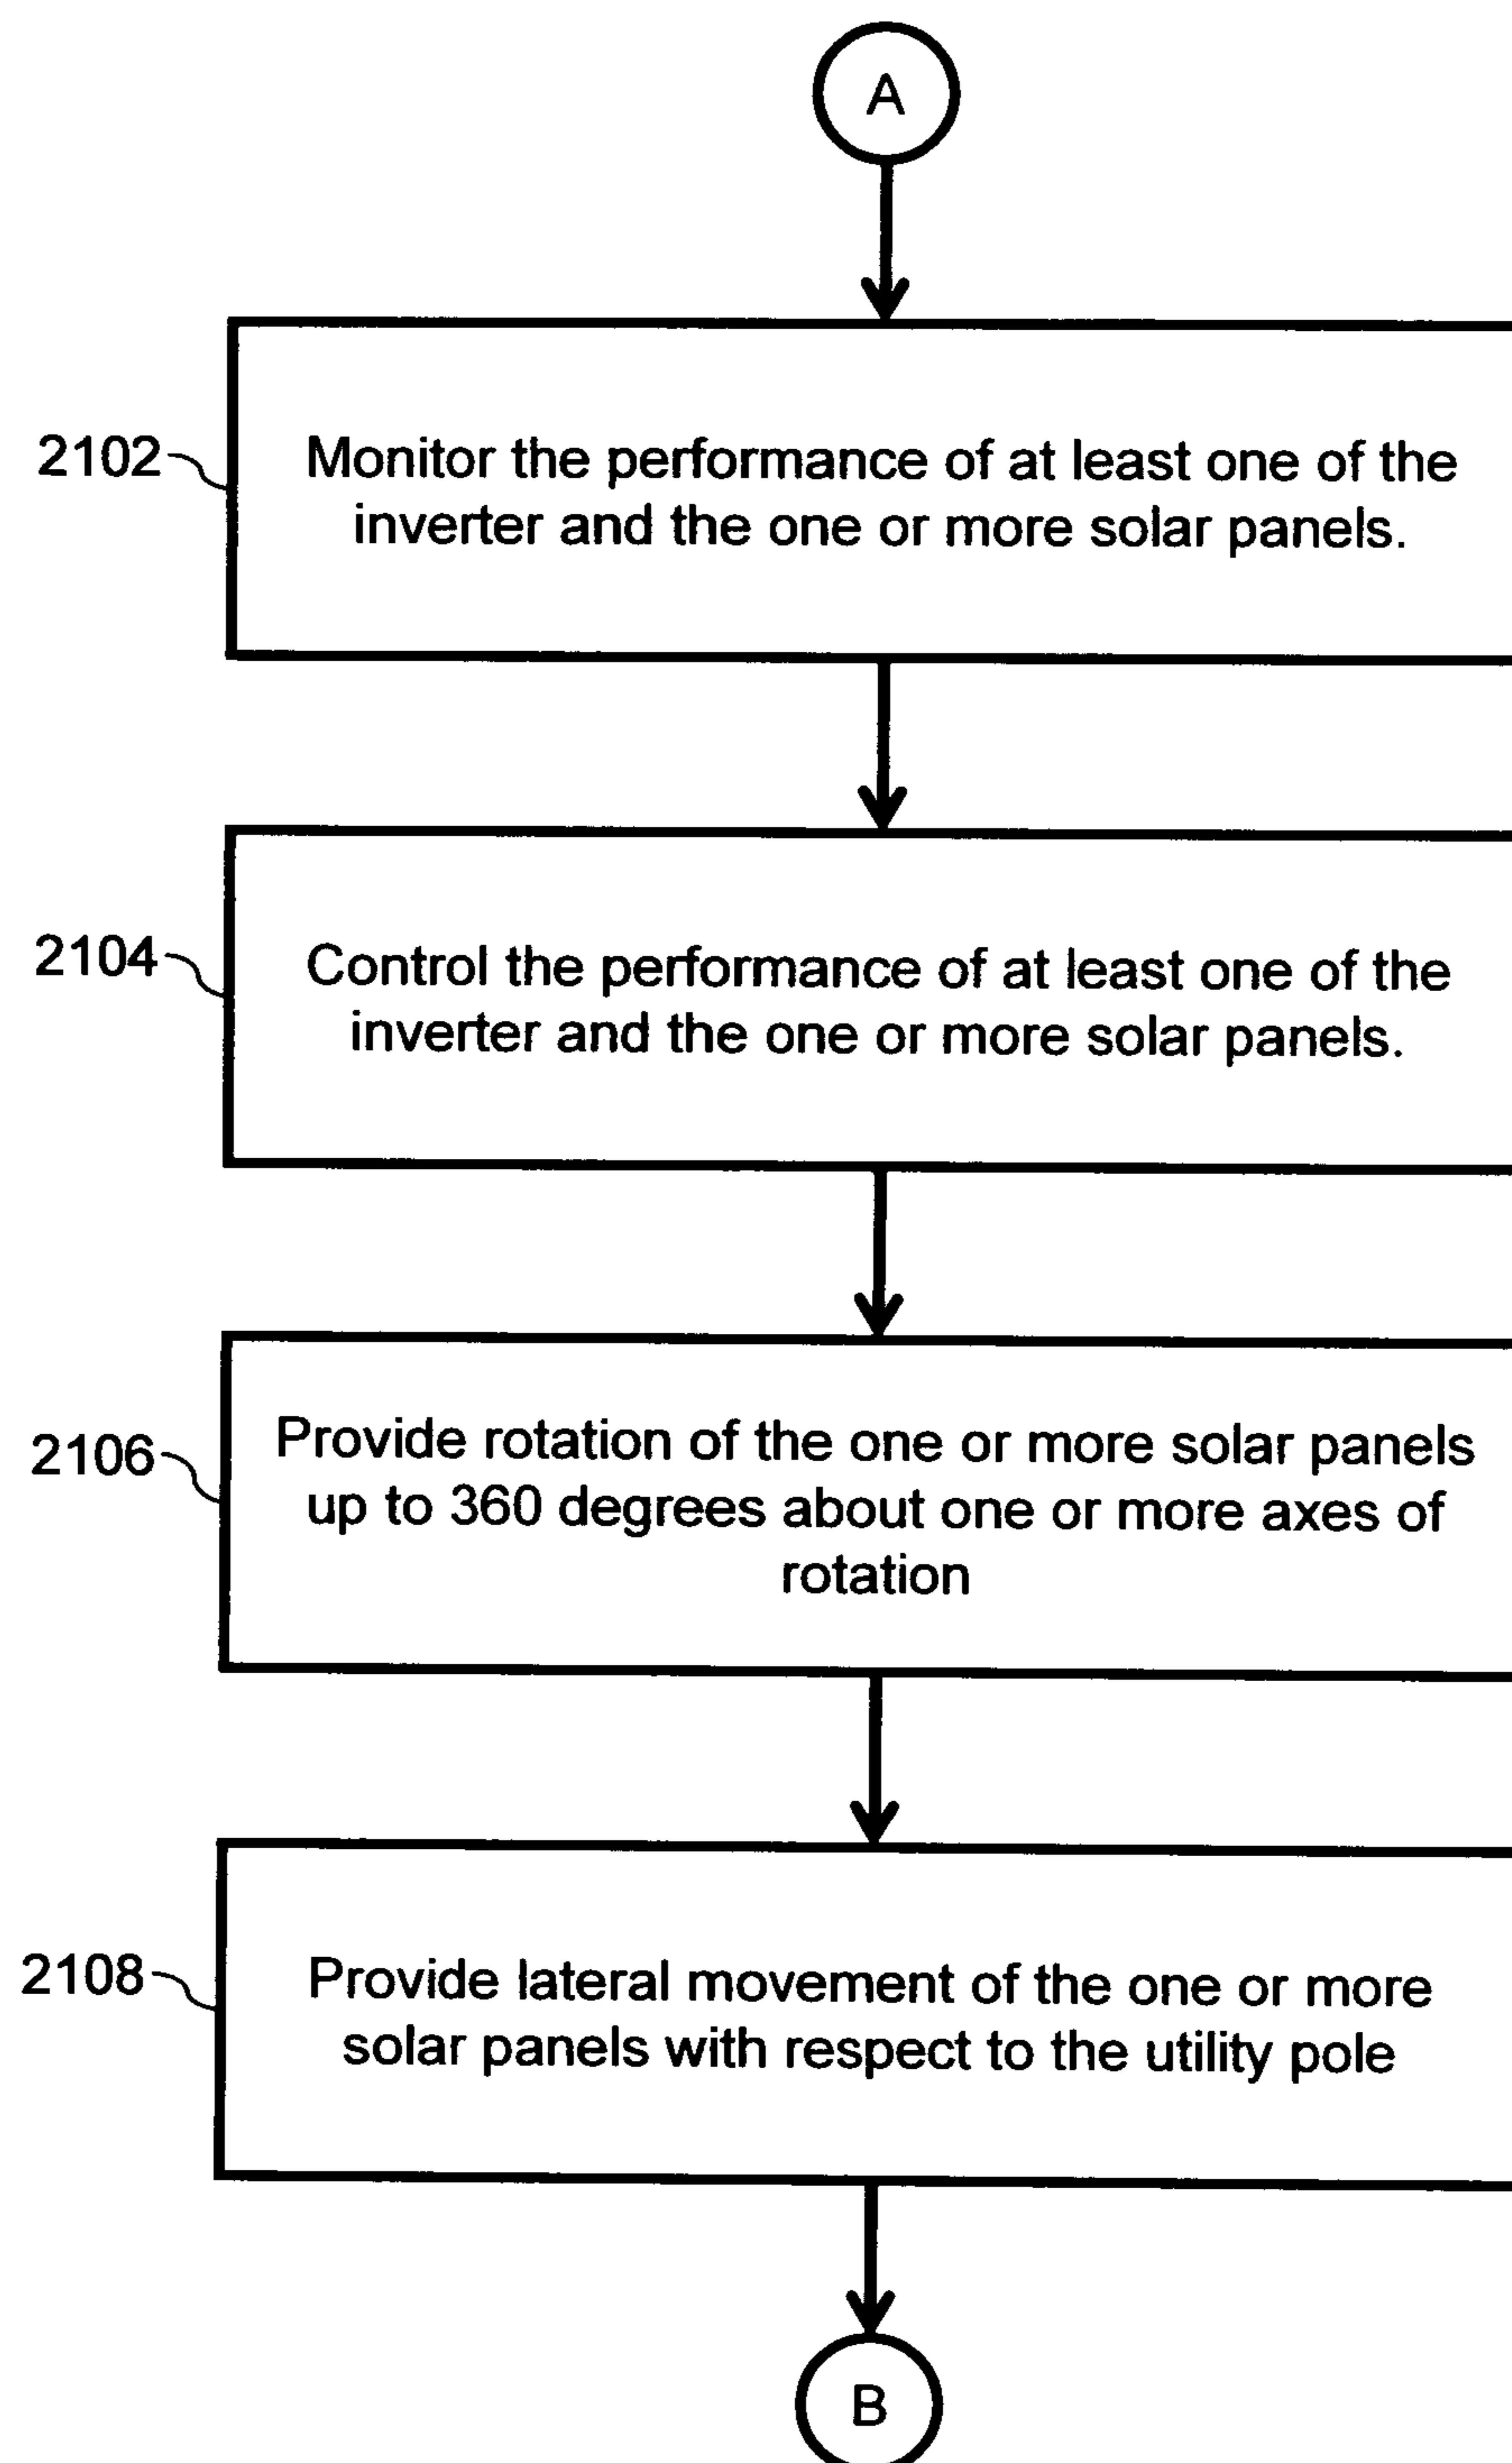 A
2102
Monitor the performance of at least one of the
inverter and the one or more solar panels.
2104
Control the performance of at least one of the
inverter and the one or more solar panels.
2106
Provide rotation of the one or more solar panels
up to 360 degrees about one or more axes of
rotation
2108
Provide lateral movement of the one or more
solar panels with respect to the utility pole
B